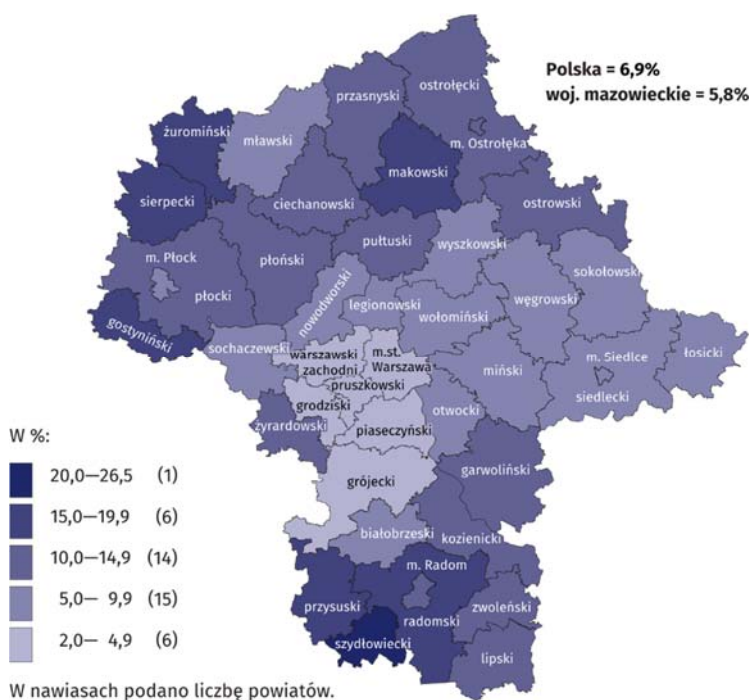 Polska = 6,9%
woj. mazowieckie = 5,8%
ostrołęcki
przasnyski
żuromiński
mławski
m. Ostrołęka
makowski
sierpecki
ciechanowski
ostrowski
pułtuski
wyszkowski
m. Płock
płoński
sokołowski
płocki
nowodworski
legionowski
węgrowski
wołomiński
gostyniński
sochaczewski
warszawski
zachodni
m.st.
Warszawa
m. Siedlce
łosicki
pruszkowski
miński
siedlecki
grodziski
otwocki
żyrardowski
piaseczyński
garwoliński
grójecki
białobrzeski
kozienicki
m. Radom
przysuski
zwoleński
radomski
szydłowiecki
lipski
W %:
20,0—26,5 (1)
15,0—19,9 (6)
10,0—14,9 (14)
5,0— 9,9 (15)
2,0— 4,9 (6)
W nawiasach podano liczbę powiatów.